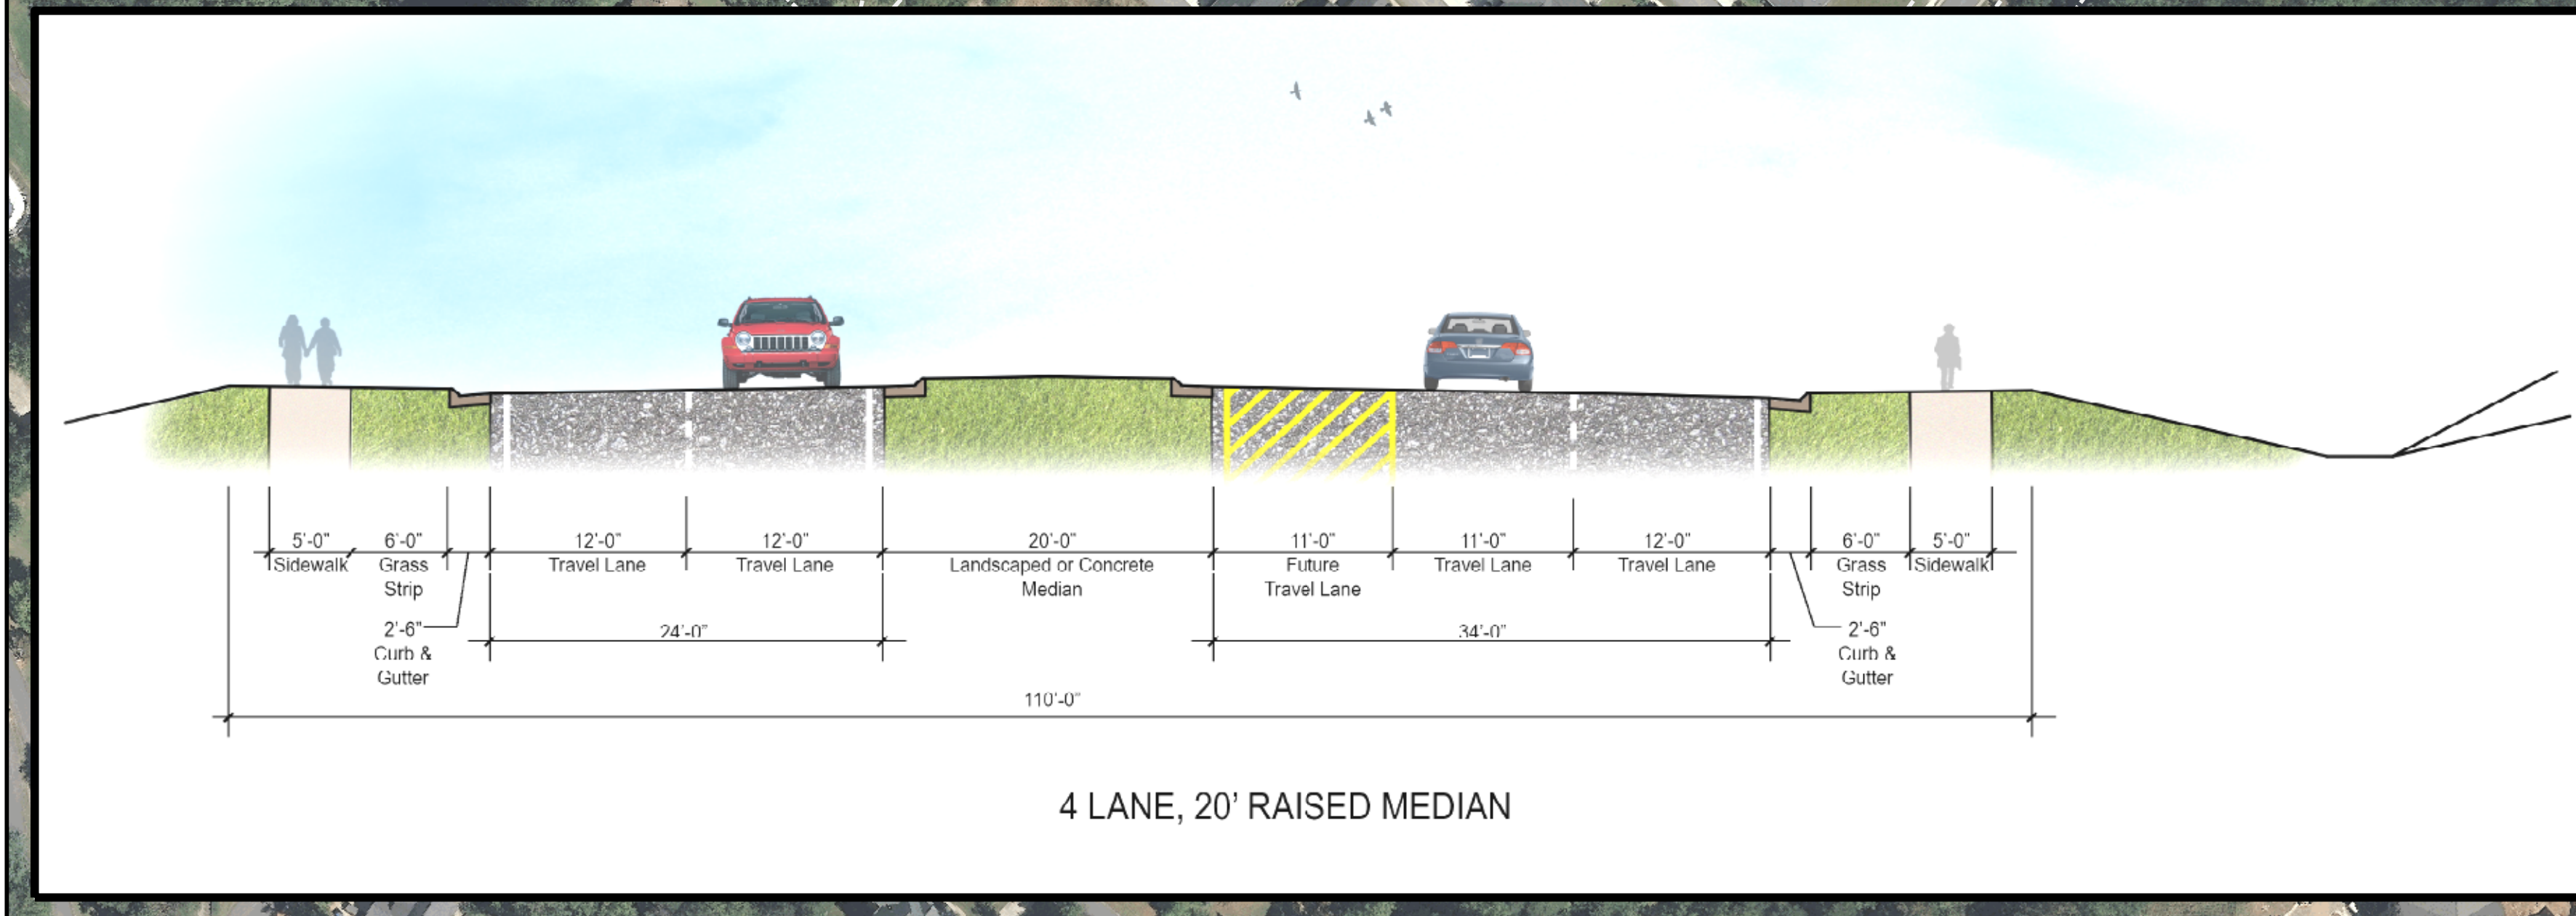 5'-0"
Sidewalk
6'-0"
Grass
Strip
2'-6"
Curb &
Gutter
12'-0"
Travel Lane
12'-0"
Travel Lane
20'-0"
Landscaped or Concrete
Median
11'-0"
Future
Travel Lane
11'-0"
Travel Lane
12'-0"
Travel Lane
6'-0"
Grass
Strip
5'-0"
Sidewalk
2'-6"
Curb &
Gutter
24'-0"
34'-0"
110'-0"
4 LANE, 20' RAISED MEDIAN